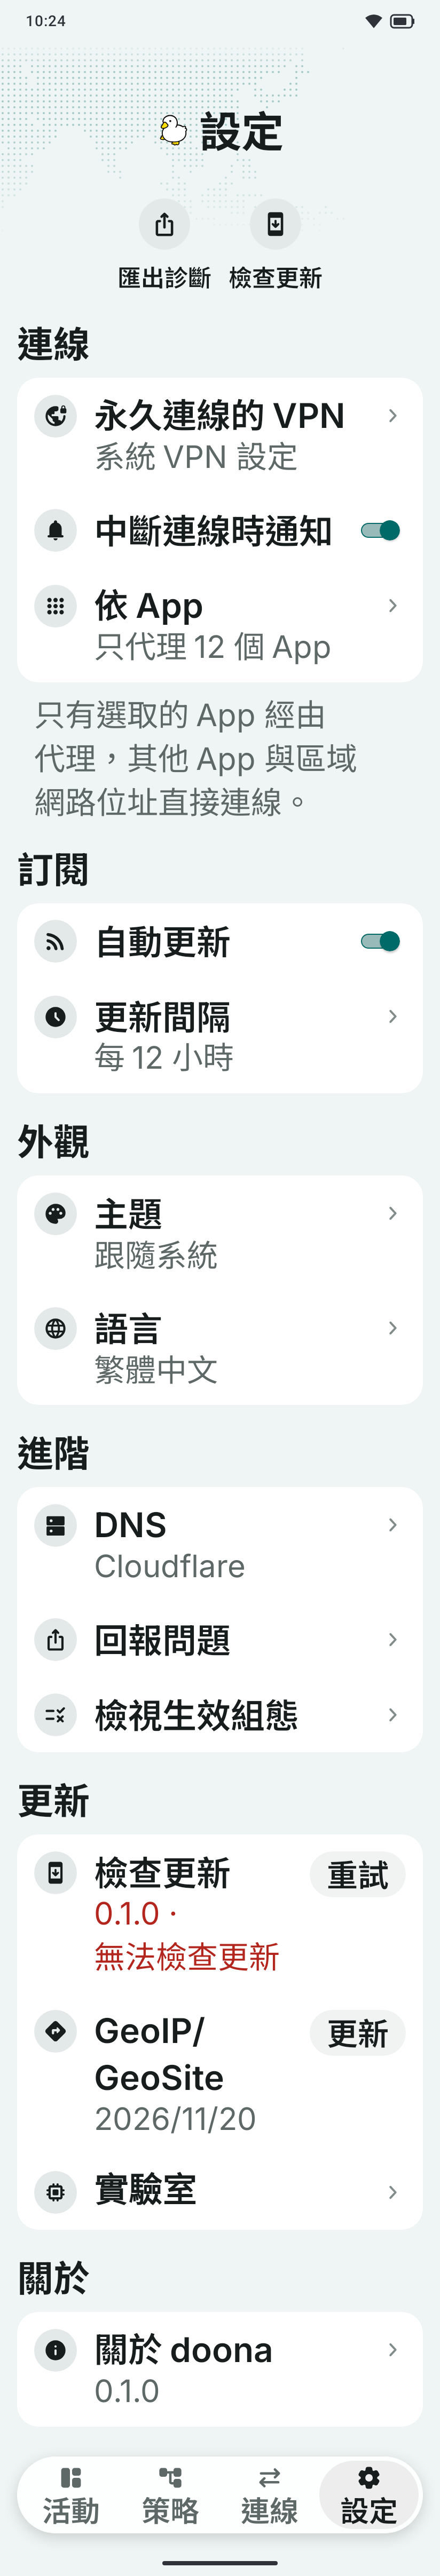 10:24
設定
匯出診斷 檢查更新
連線
永久連線的 VPN
系統 VPN 設定
中斷連線時通知
依 App
只代理 12 個 App
只有選取的 App 經由
代理，其他 App 與區域
網路位址直接連線。
訂閱
自動更新
更新間隔
每 12 小時
外觀
主題
跟隨系統
語言
繁體中文
進階
DNS
Cloudflare
回報問題
檢視生效組態
更新
檢查更新 重試
0.1.0 ·
無法檢查更新
GeoIP/ 更新
GeoSite
2026/11/20
實驗室
關於
關於 doona
0.1.0
活動 策略 連線 設定